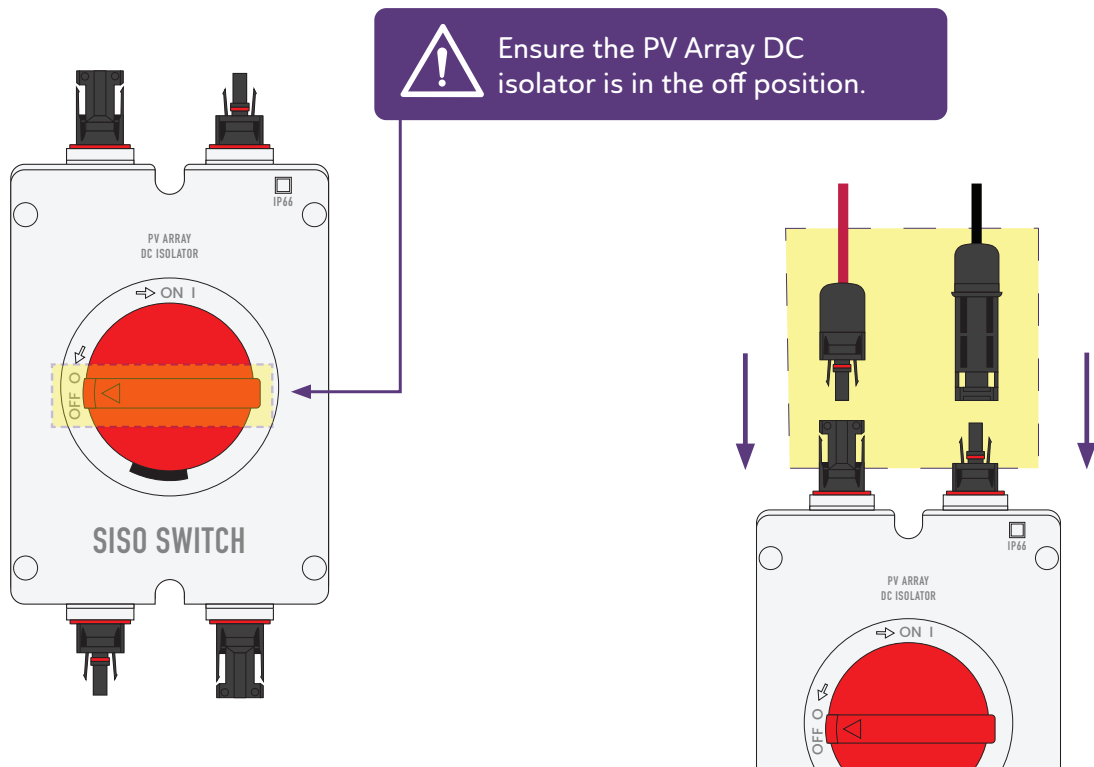 Ensure the PV Array DC
isolator is in the off position.
IP66
PV ARRAY
DC ISOLATOR
ON I
OFF O
SISO SWITCH
IP66
PV ARRAY
DC ISOLATOR
ON I
OFF O